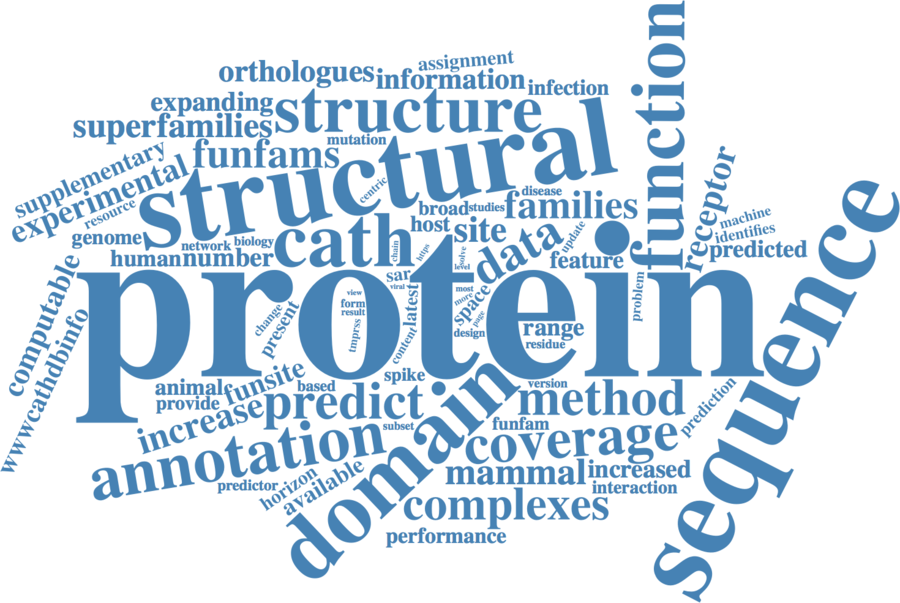 function
assignment
orthologues
information
infection
expanding
structure
superfamilies
mutation
structural
funfams
supplementary
experimental
resource
centric
disease
receptor
broad
studies
families
machine
identifies
genome
network
biology
cath
host
site
data
update
predicted
human
number
chain
https
solve
feature
sequence
computable
protein
sar
level
viral
space
most
more
problem
view
form
result
latest
change
present
tmprss
content
page
design
range
residue
wwwcathdbinfo
spike
domain
animal
funsite
based
version
provide
predict
method
prediction
increase
subset
funfam
annotation
coverage
mammal
increased
predictor
horizon
available
interaction
complexes
performance